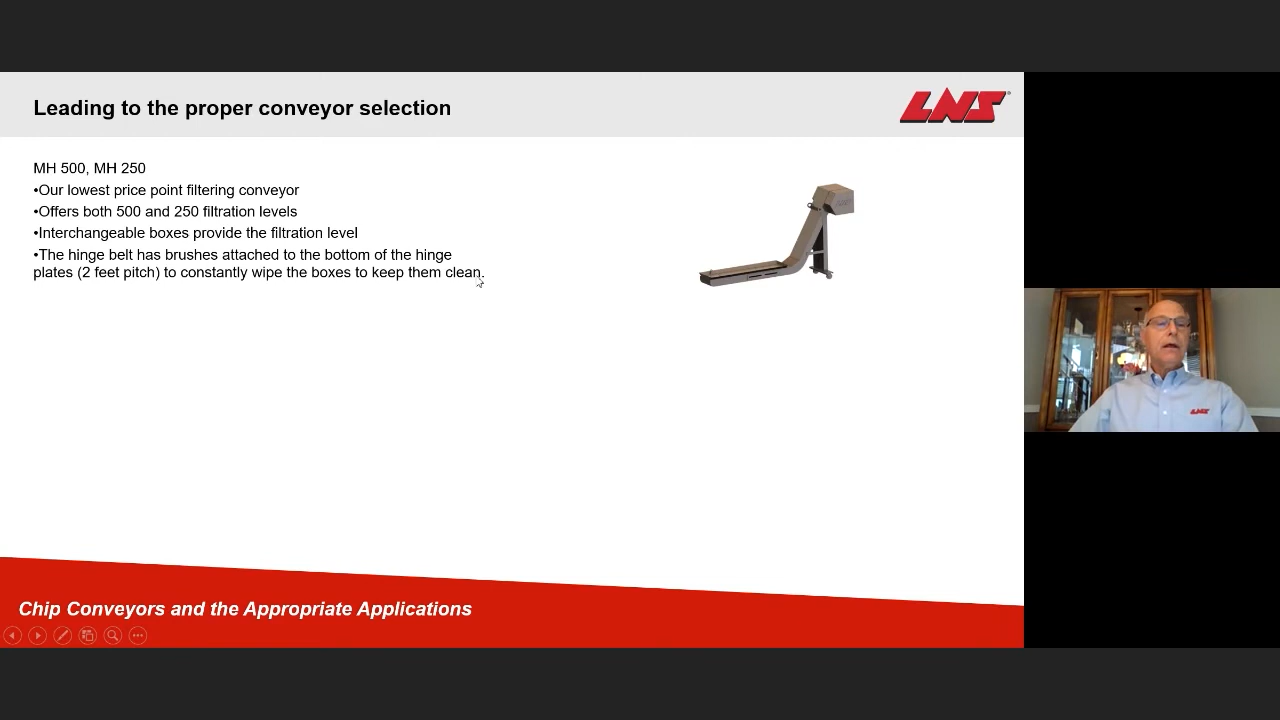 Leading to the proper conveyor selection
LNS
MH 500, MH 250
•Our lowest price point filtering conveyor
•Offers both 500 and 250 filtration levels
•Interchangeable boxes provide the filtration level
•The hinge belt has brushes attached to the bottom of the hinge
plates (2 feet pitch) to constantly wipe the boxes to keep them clean.
LNS
Chip Conveyors and the Appropriate Applications